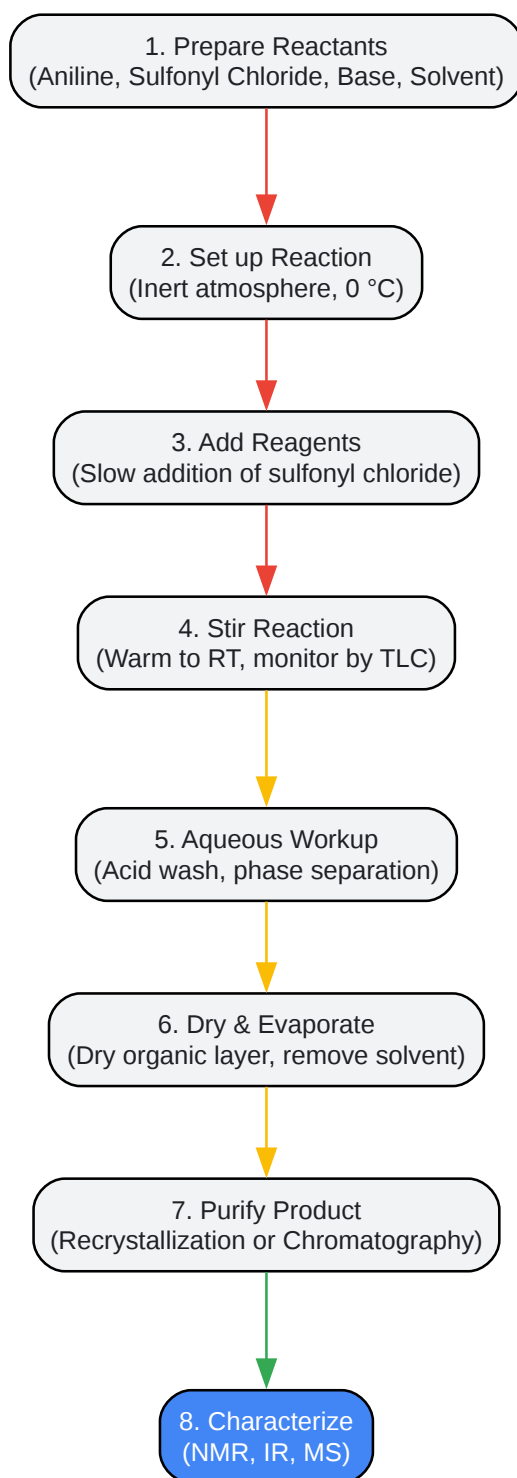 1. Prepare Reactants
(Aniline, Sulfonyl Chloride, Base, Solvent)
2. Set up Reaction
(Inert atmosphere, 0 °C)
3. Add Reagents
(Slow addition of sulfonyl chloride)
4. Stir Reaction
(Warm to RT, monitor by TLC)
5. Aqueous Workup
(Acid wash, phase separation)
6. Dry & Evaporate
(Dry organic layer, remove solvent)
7. Purify Product
(Recrystallization or Chromatography)
8. Characterize
(NMR, IR, MS)